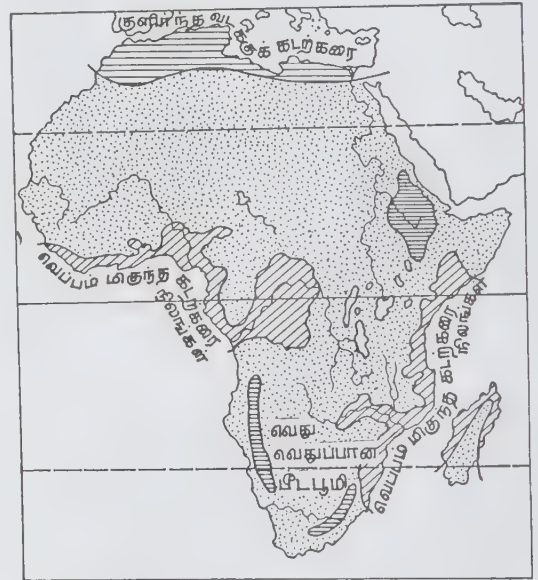 குளிர்ந்த வடக்குக் கடற்கரை
வெப்பம் மிகுந்த கடற்கரை
நிலங்கள்
வெப்பம் மிகுந்த கடற்கரை
நிலங்கள்
வெது
வெதுப்பான
பீடபூமி